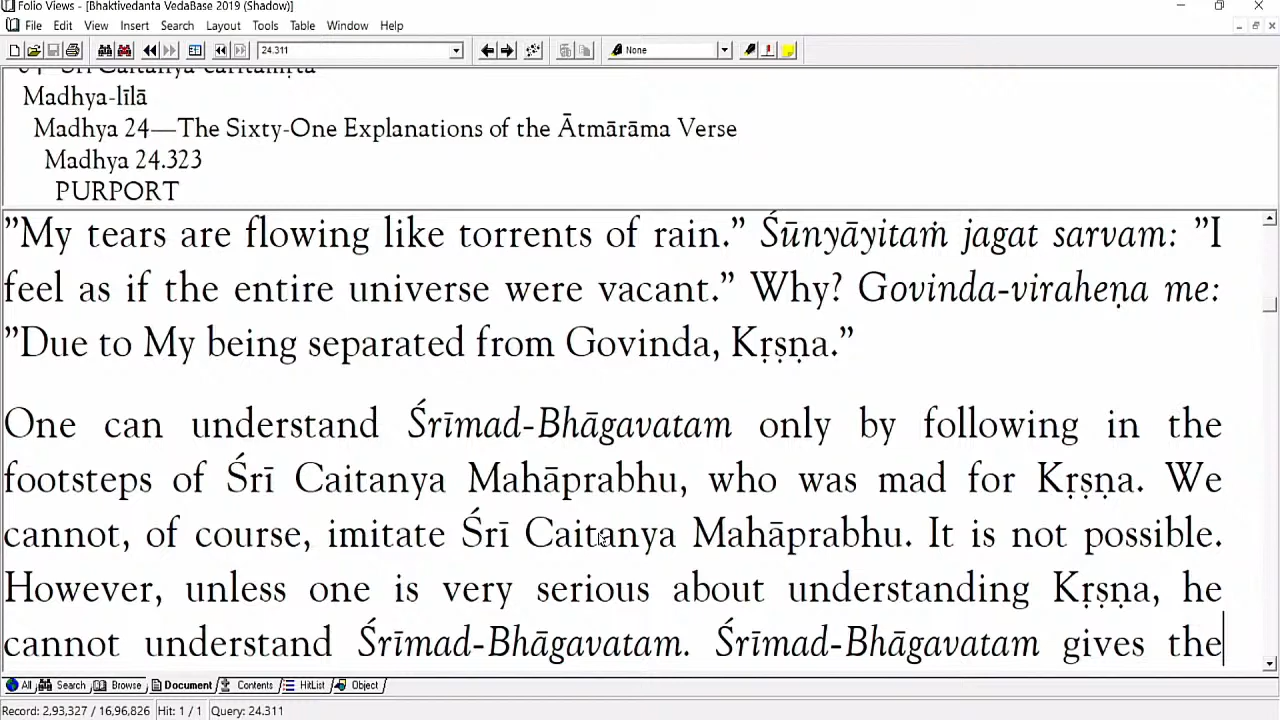 Folio Views - [Bhaktivedanta VedaBase 2019 (Shadow)]
File Edit View Insert Search Layout Tools Table Window Help
24.311 None
04 Śrī Caitanya-caritāmṛta
Madhya-līlā
Madhya 24—The Sixty-One Explanations of the Ātmārāma Verse
Madhya 24.323
PURPORT
”My tears are flowing like torrents of rain.” Śūnyāyitaṁ jagat sarvam: ”I
feel as if the entire universe were vacant.” Why? Govinda-viraheṇa me:
”Due to My being separated from Govinda, Kṛṣṇa.”
One can understand Śrīmad-Bhāgavatam only by following in the
footsteps of Śrī Caitanya Mahāprabhu, who was mad for Kṛṣṇa. We
cannot, of course, imitate Śrī Caitanya Mahāprabhu. It is not possible.
However, unless one is very serious about understanding Kṛṣṇa, he
cannot understand Śrīmad-Bhāgavatam. Śrīmad-Bhāgavatam gives the
All Search Browse Document Contents HitList Object
Record: 2,93,327 / 16,96,826 Hit: 1 / 1 Query: 24.311